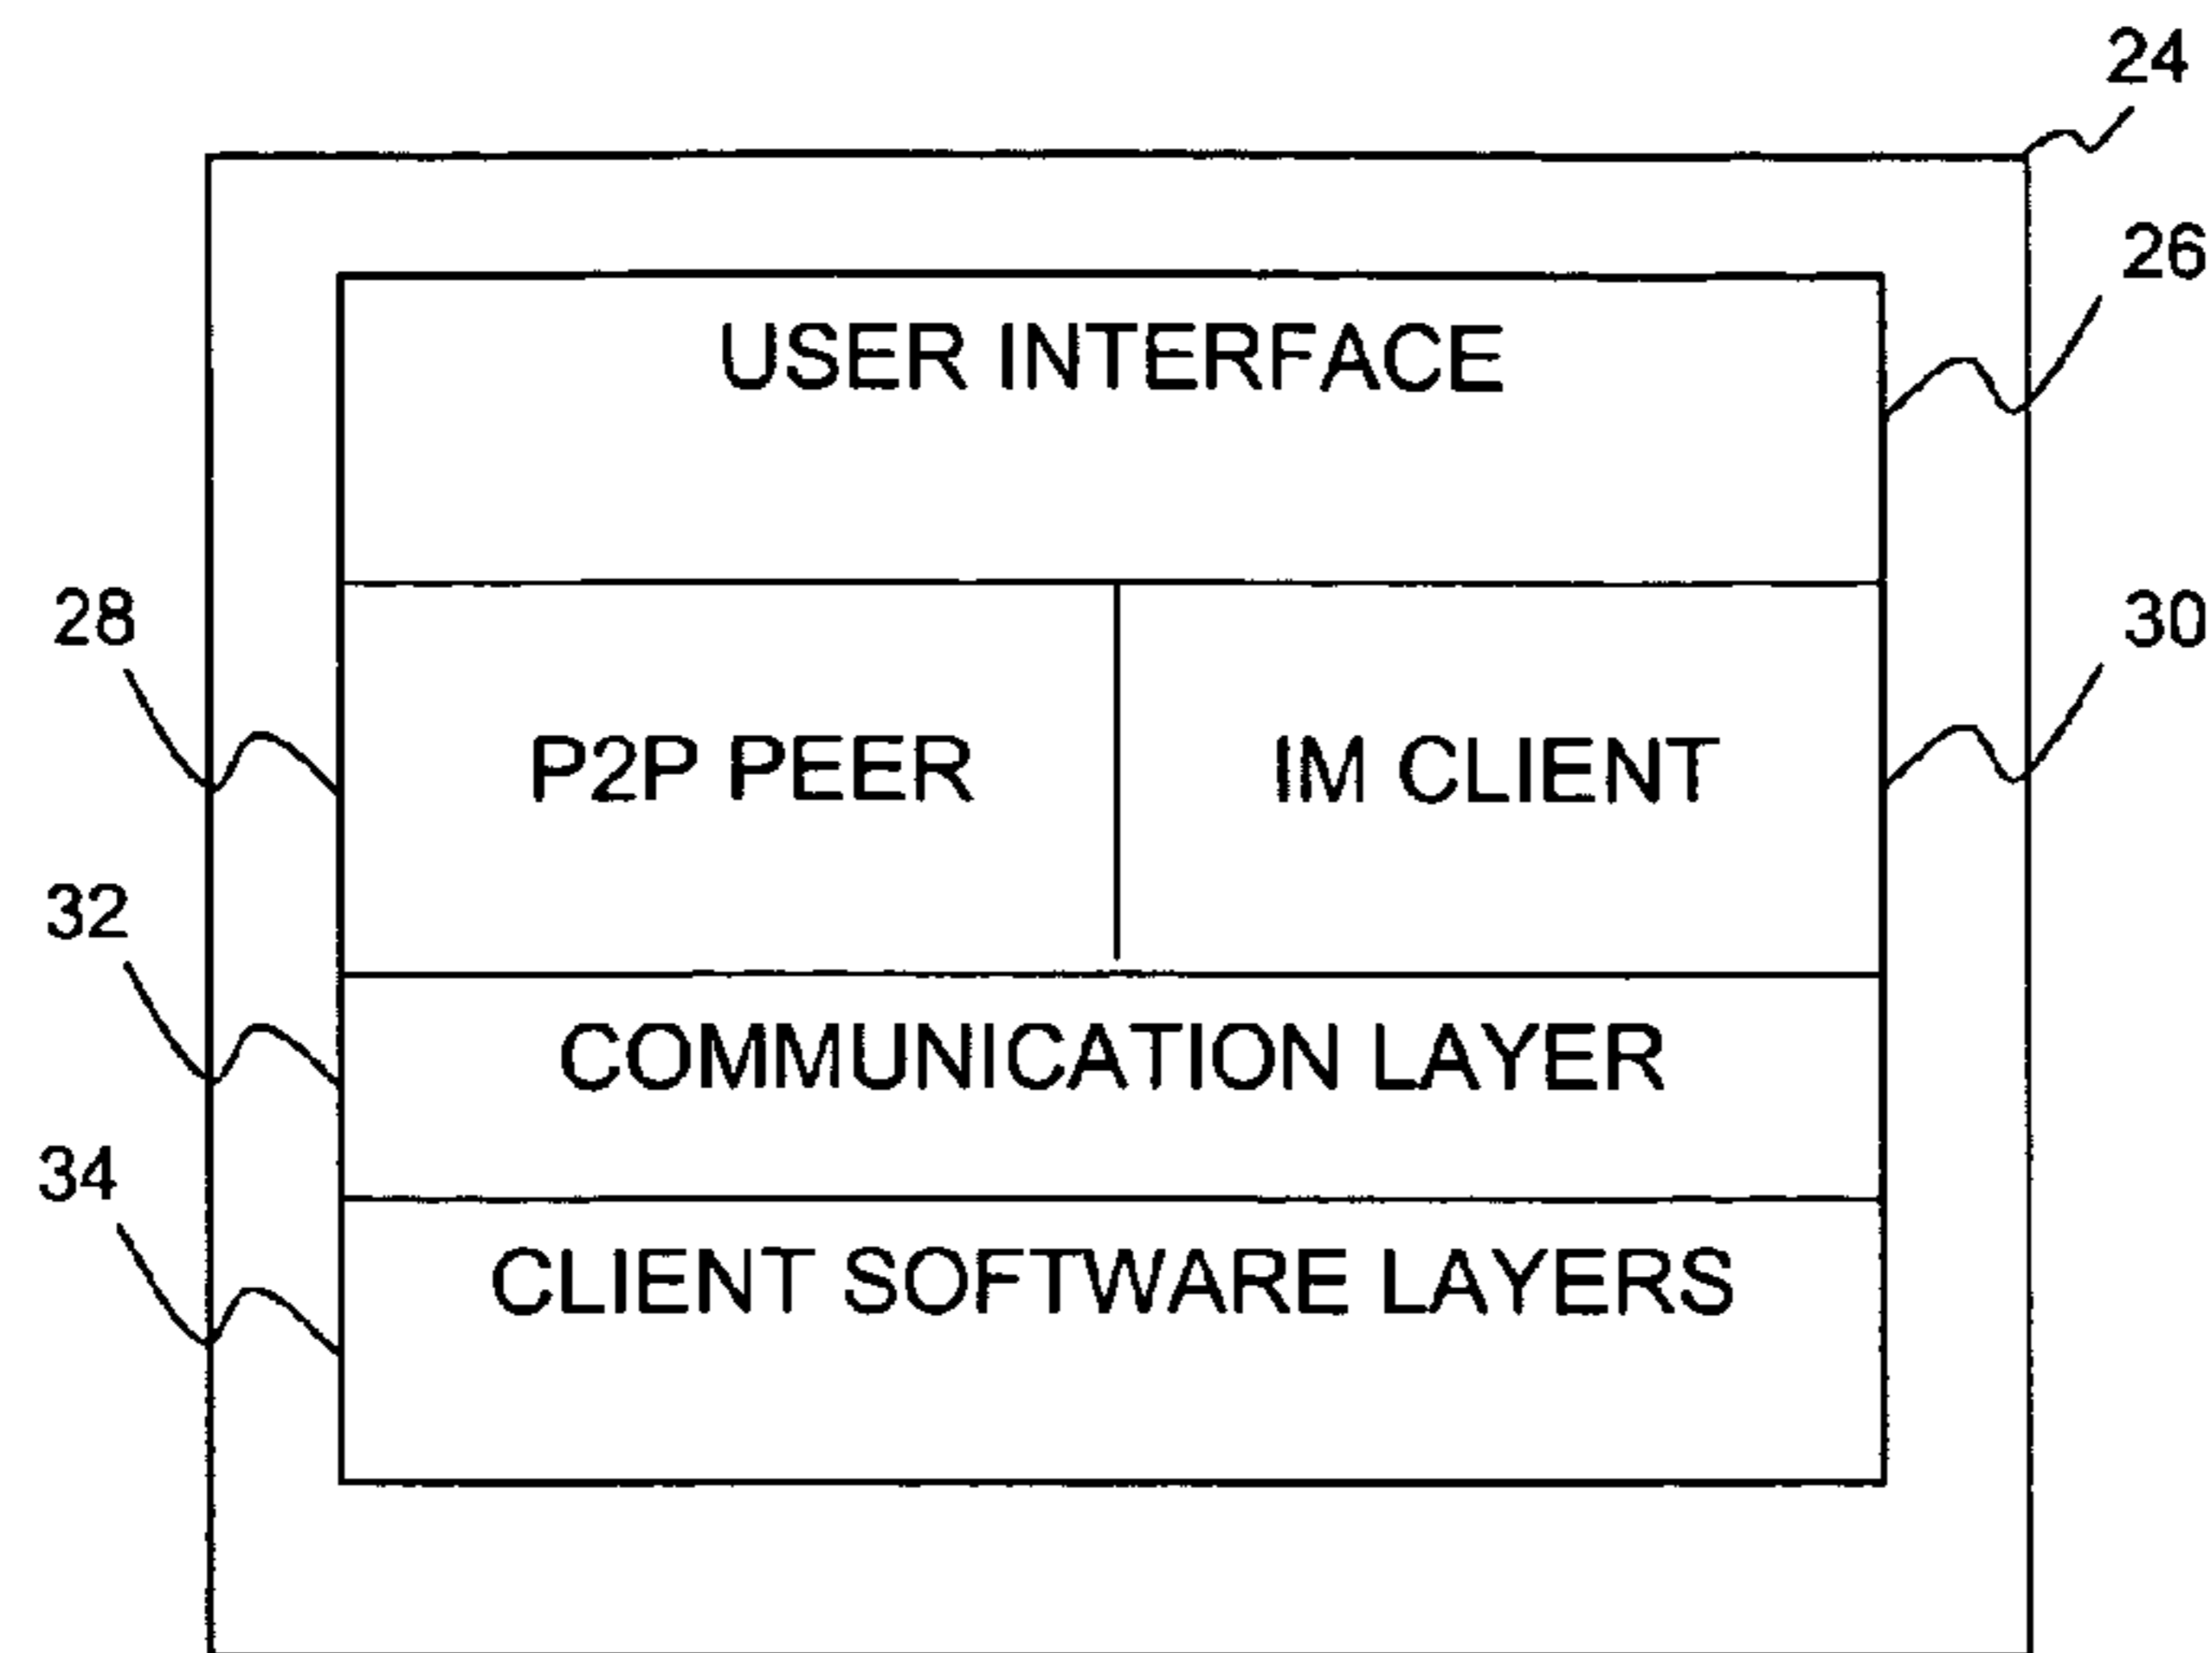 24
26
USER INTERFACE
28
30
P2P PEER
IM CLIENT
32
COMMUNICATION LAYER
34
CLIENT SOFTWARE LAYERS